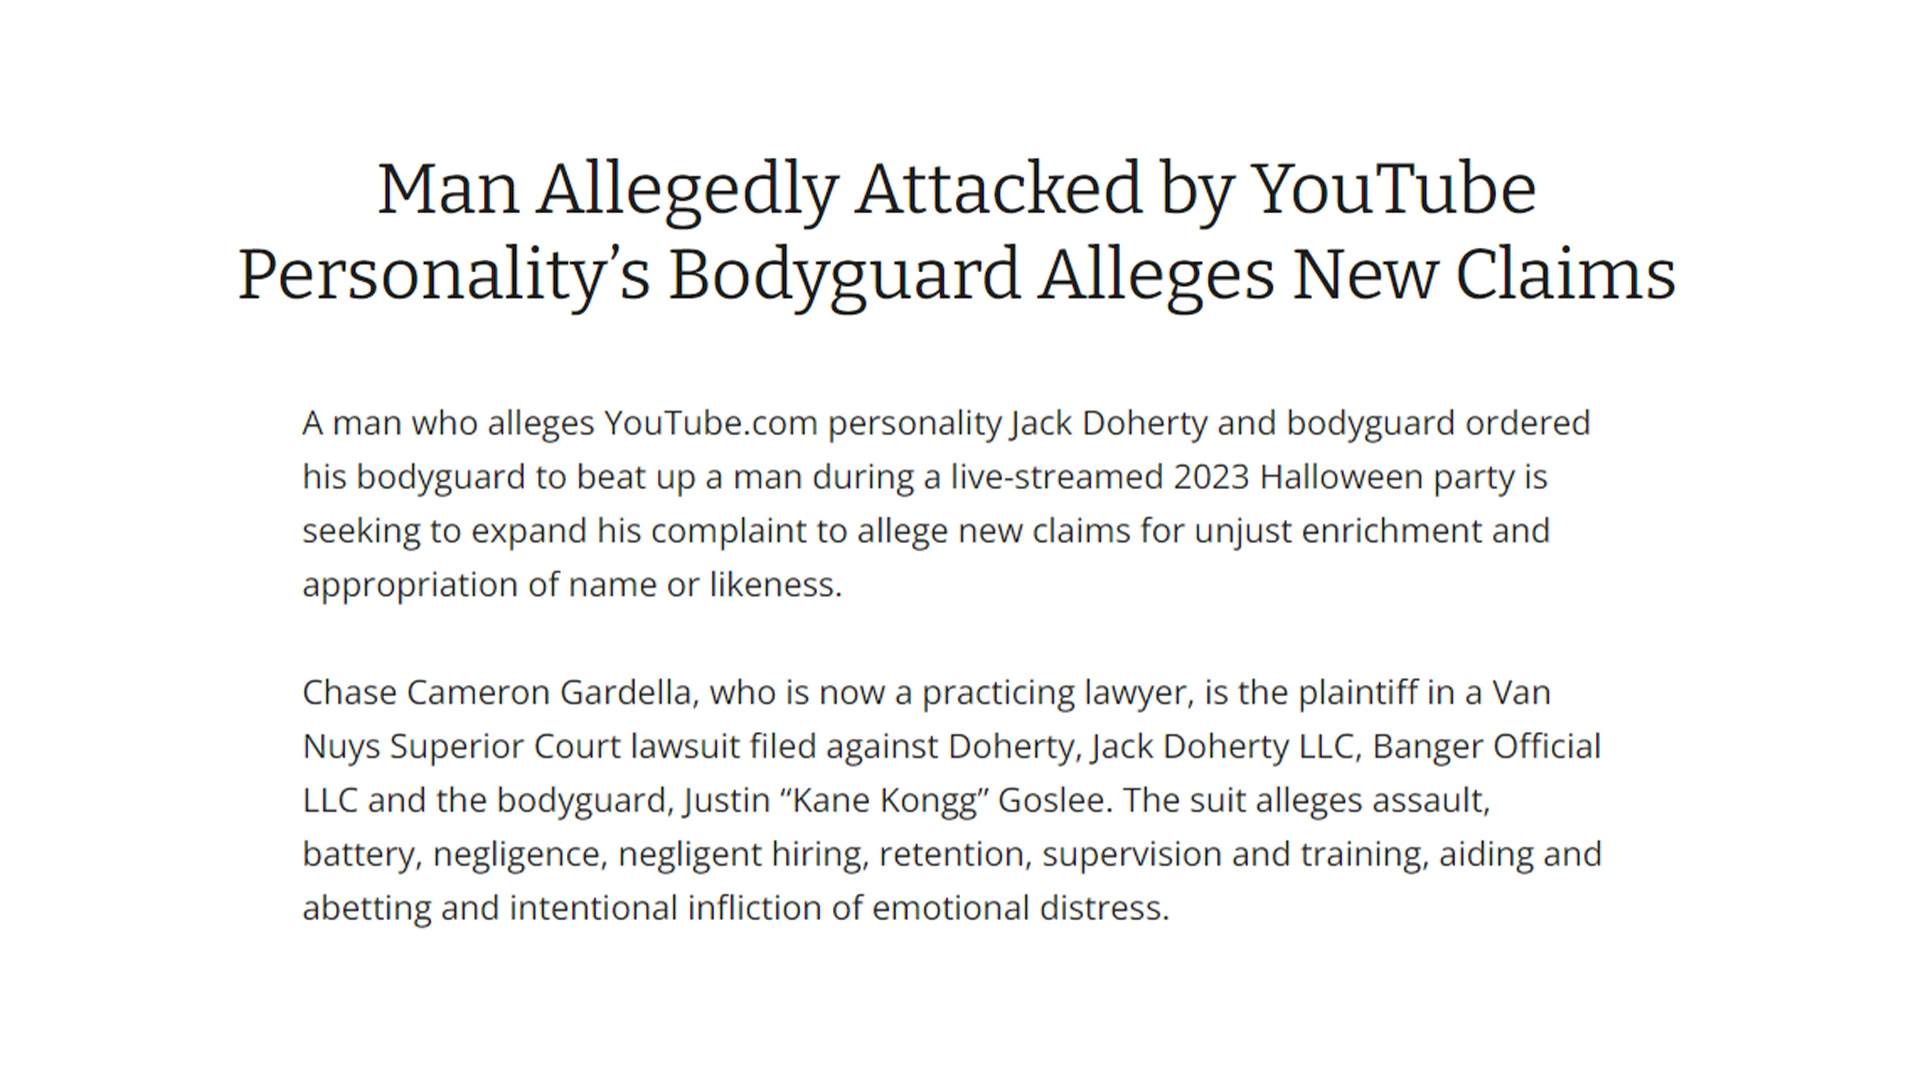 Man Allegedly Attacked by YouTube
Personality’s Bodyguard Alleges New Claims
A man who alleges YouTube.com personality Jack Doherty and bodyguard ordered
his bodyguard to beat up a man during a live-streamed 2023 Halloween party is
seeking to expand his complaint to allege new claims for unjust enrichment and
appropriation of name or likeness.
Chase Cameron Gardella, who is now a practicing lawyer, is the plaintiff in a Van
Nuys Superior Court lawsuit filed against Doherty, Jack Doherty LLC, Banger Official
LLC and the bodyguard, Justin “Kane Kongg” Goslee. The suit alleges assault,
battery, negligence, negligent hiring, retention, supervision and training, aiding and
abetting and intentional infliction of emotional distress.